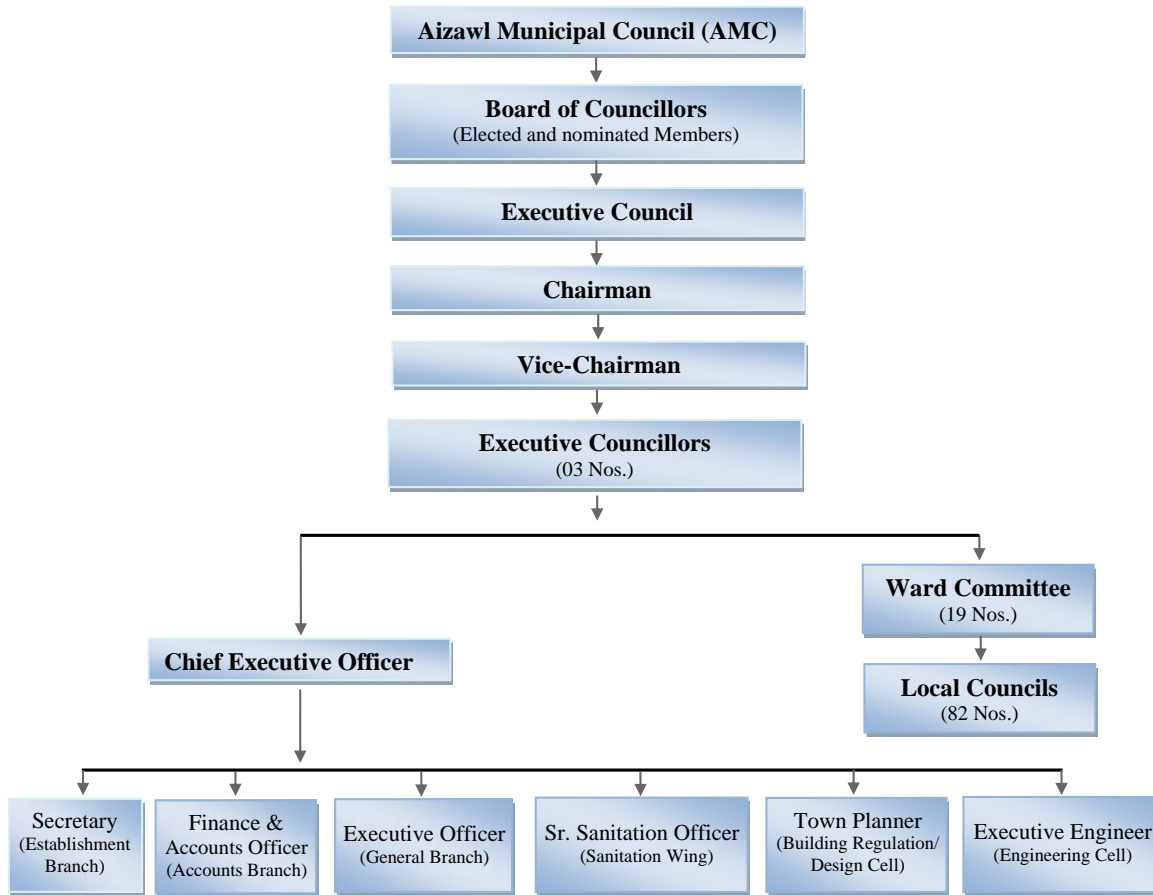 Aizawl Municipal Council (AMC)
Board of Councillors
(Elected and nominated Members)
Executive Council
Chairman
Vice-Chairman
Executive Councillors
(03 Nos.)
Ward Committee
(19 Nos.)
Chief Executive Officer
Local Councils
(82 Nos.)
Secretary
(Establishment
Branch)
Finance &
Accounts Officer
(Accounts Branch)
Executive Officer
(General Branch)
Sr. Sanitation Officer
(Sanitation Wing)
Town Planner
(Building Regulation/
Design Cell)
Executive Engineer
(Engineering Cell)